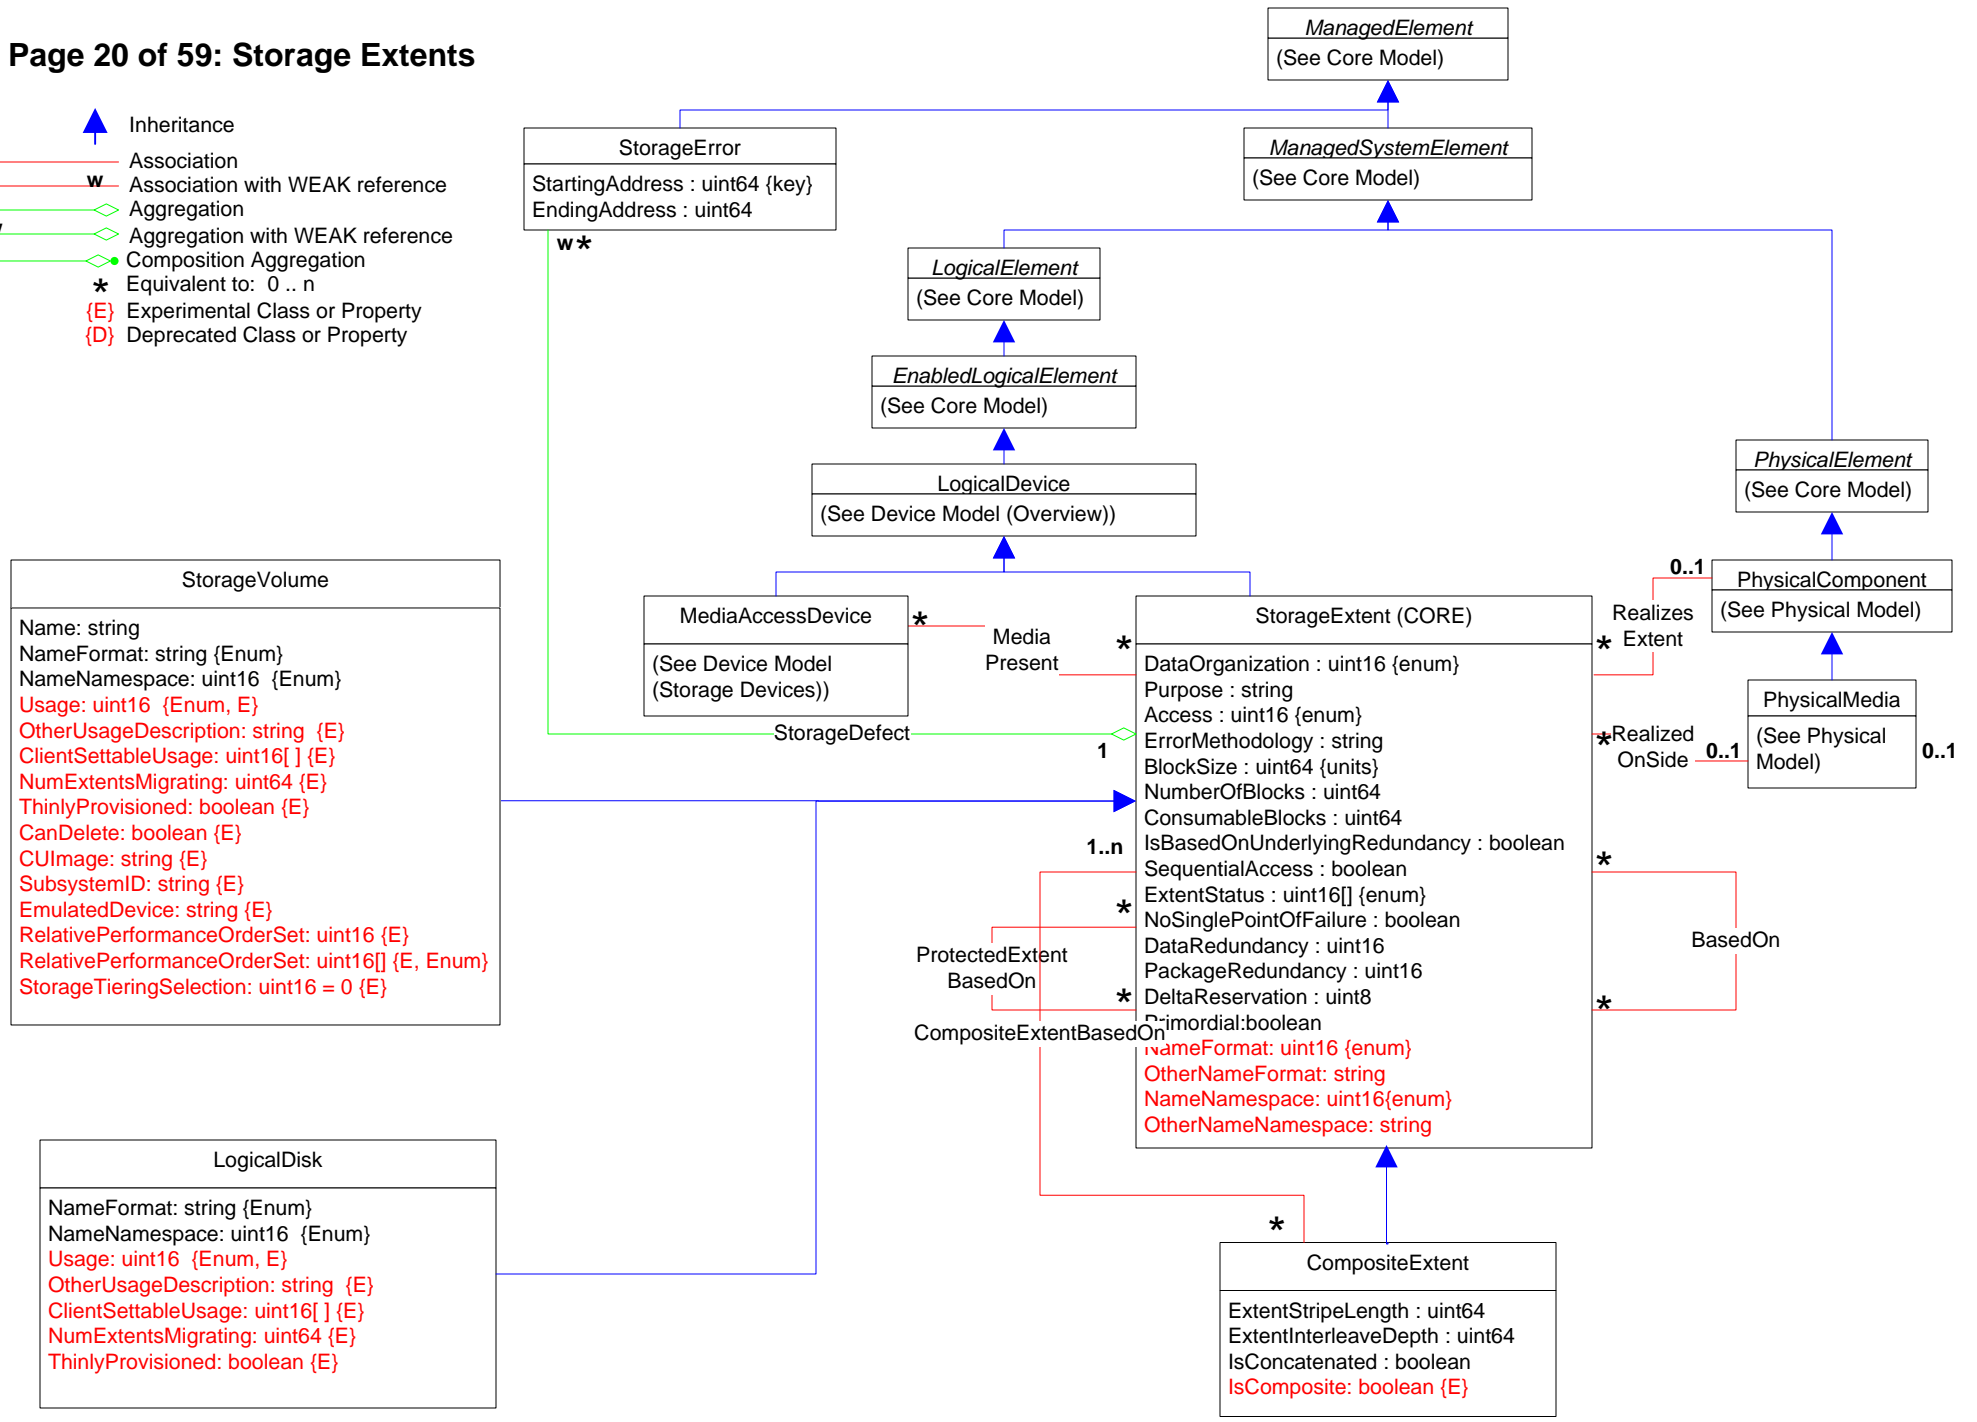 Page 20 of 59: Storage Extents
Inheritance
Association
w
Association with WEAK reference
Aggregation
Aggregation with WEAK reference
Composition Aggregation
* Equivalent to: 0 .. n
{E} Experimental Class or Property
{D} Deprecated Class or Property
ManagedElement
(See Core Model)
StorageError
StartingAddress : uint64 {key}
EndingAddress : uint64
w*
ManagedSystemElement
(See Core Model)
LogicalElement
(See Core Model)
EnabledLogicalElement
(See Core Model)
LogicalDevice
(See Device Model (Overview))
PhysicalElement
(See Core Model)
0..1
PhysicalComponent
(See Physical Model)
Realizes
Extent
*
MediaAccessDevice
(See Device Model
(Storage Devices))
*
Media
Present
*
StorageDefect
1
PhysicalMedia
(See Physical
Model)
0..1
*
Realized
OnSide
0..1
StorageExtent (CORE)
DataOrganization : uint16 {enum}
Purpose : string
Access : uint16 {enum}
ErrorMethodology : string
BlockSize : uint64 {units}
NumberOfBlocks : uint64
ConsumableBlocks : uint64
IsBasedOnUnderlyingRedundancy : boolean
SequentialAccess : boolean
ExtentStatus : uint16[] {enum}
NoSinglePointOfFailure : boolean
DataRedundancy : uint16
PackageRedundancy : uint16
DeltaReservation : uint8
Primordial:boolean
NameFormat: uint16 {enum}
OtherNameFormat: string
NameNamespace: uint16{enum}
OtherNameNamespace: string
1..n
*
ProtectedExtent
BasedOn
*
CompositeExtentBasedOn
*
BasedOn
*
StorageVolume
Name: string
NameFormat: string {Enum}
NameNamespace: uint16  {Enum}
Usage: uint16  {Enum, E}
OtherUsageDescription: string  {E}
ClientSettableUsage: uint16[ ] {E}
NumExtentsMigrating: uint64 {E}
ThinlyProvisioned: boolean {E}
CanDelete: boolean {E}
CUImage: string {E}
SubsystemID: string {E}
EmulatedDevice: string {E}
RelativePerformanceOrderSet: uint16 {E}
RelativePerformanceOrderSet: uint16[] {E, Enum}
StorageTieringSelection: uint16 = 0 {E}
LogicalDisk
NameFormat: string {Enum}
NameNamespace: uint16  {Enum}
Usage: uint16  {Enum, E}
OtherUsageDescription: string  {E}
ClientSettableUsage: uint16[ ] {E}
NumExtentsMigrating: uint64 {E}
ThinlyProvisioned: boolean {E}
*
CompositeExtent
ExtentStripeLength : uint64
ExtentInterleaveDepth : uint64
IsConcatenated : boolean
IsComposite: boolean {E}